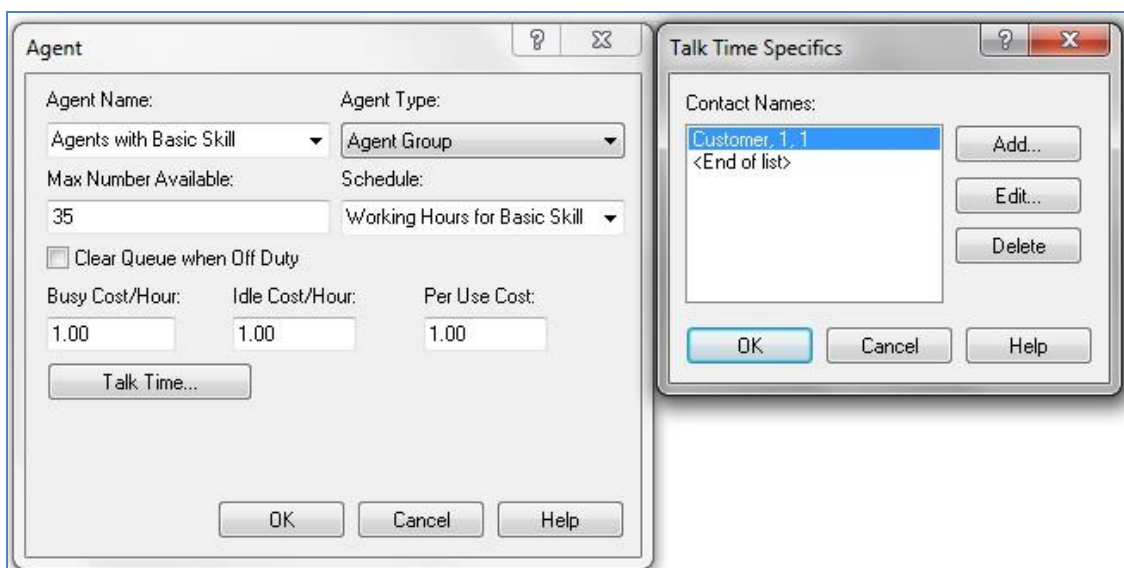 Agent
Agent Name:
Agent Type:
Agents with Basic Skill
Agent Group
Max Number Available:
Schedule:
35
Working Hours for Basic Skill
Clear Queue when Off Duty
Busy Cost/Hour:
Idle Cost/Hour:
Per Use Cost:
1.00
1.00
1.00
Talk Time...
OK
Cancel
Help
Talk Time Specifics
Contact Names:
Customer, 1, 1
<End of list>
Add...
Edit...
Delete
OK
Cancel
Help